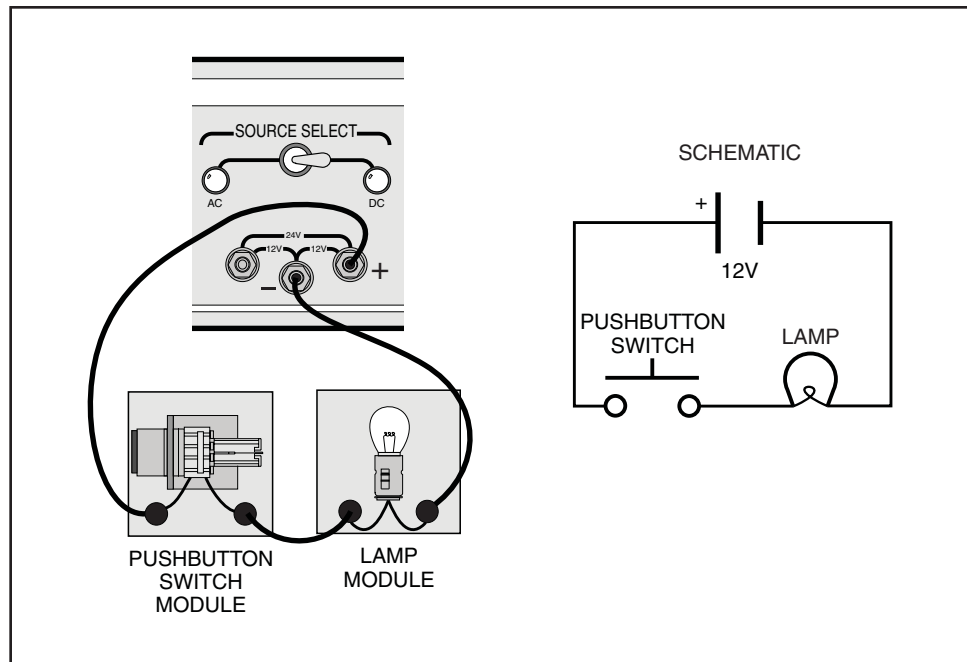 SOURCE SELECT
AC
DC
24V
12V
12V
−
+
PUSHBUTTON
SWITCH
MODULE
LAMP
MODULE
SCHEMATIC
+
12V
PUSHBUTTON
SWITCH
LAMP